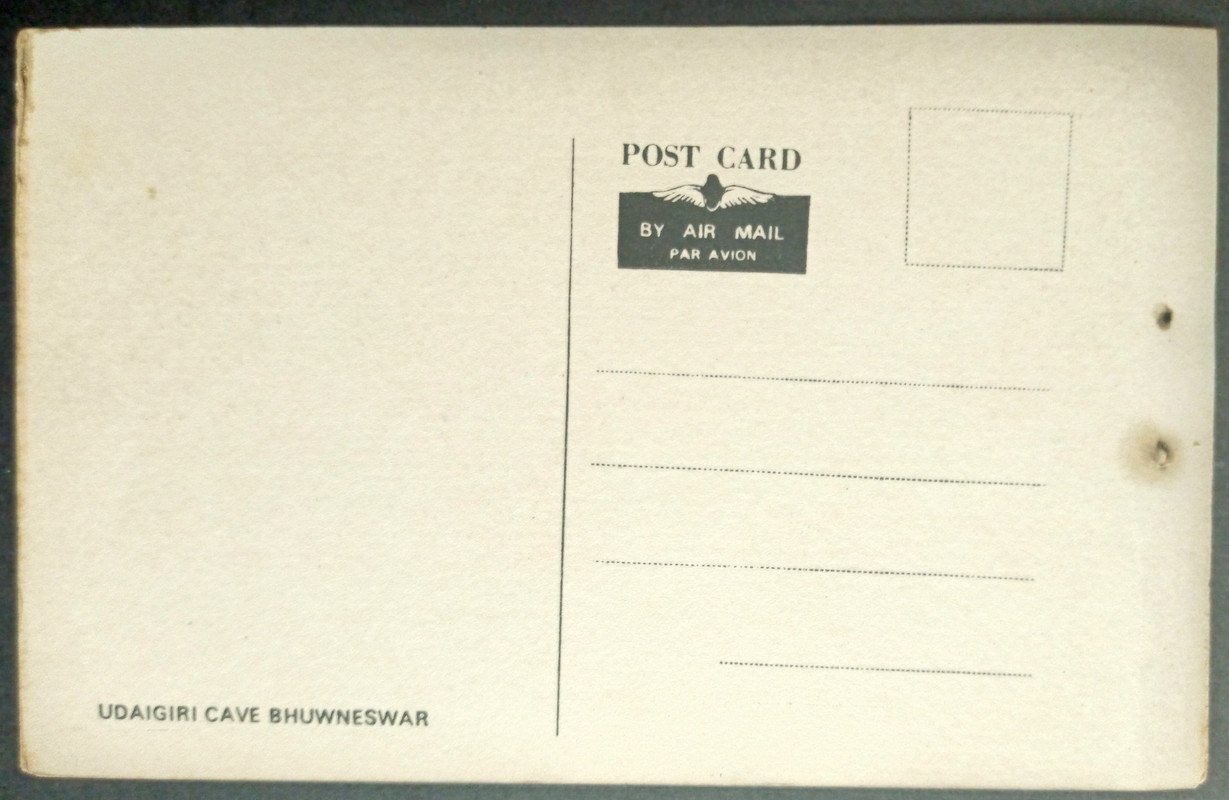 POST CARD
BY AIR MAIL
PAR AVION
UDAIGIRI CAVE BHUWNESWAR